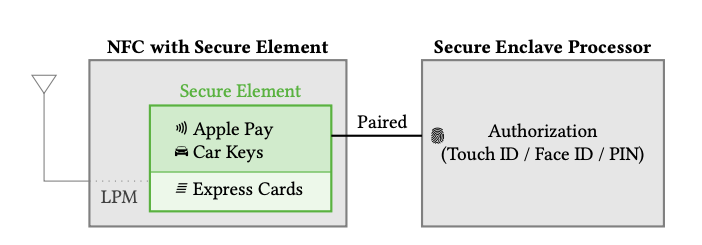 NFC with Secure Element
Secure Enclave Processor
Secure Element
Apple Pay
Car Keys
Express Cards
LPM
Paired
Authorization
(Touch ID / Face ID / PIN)